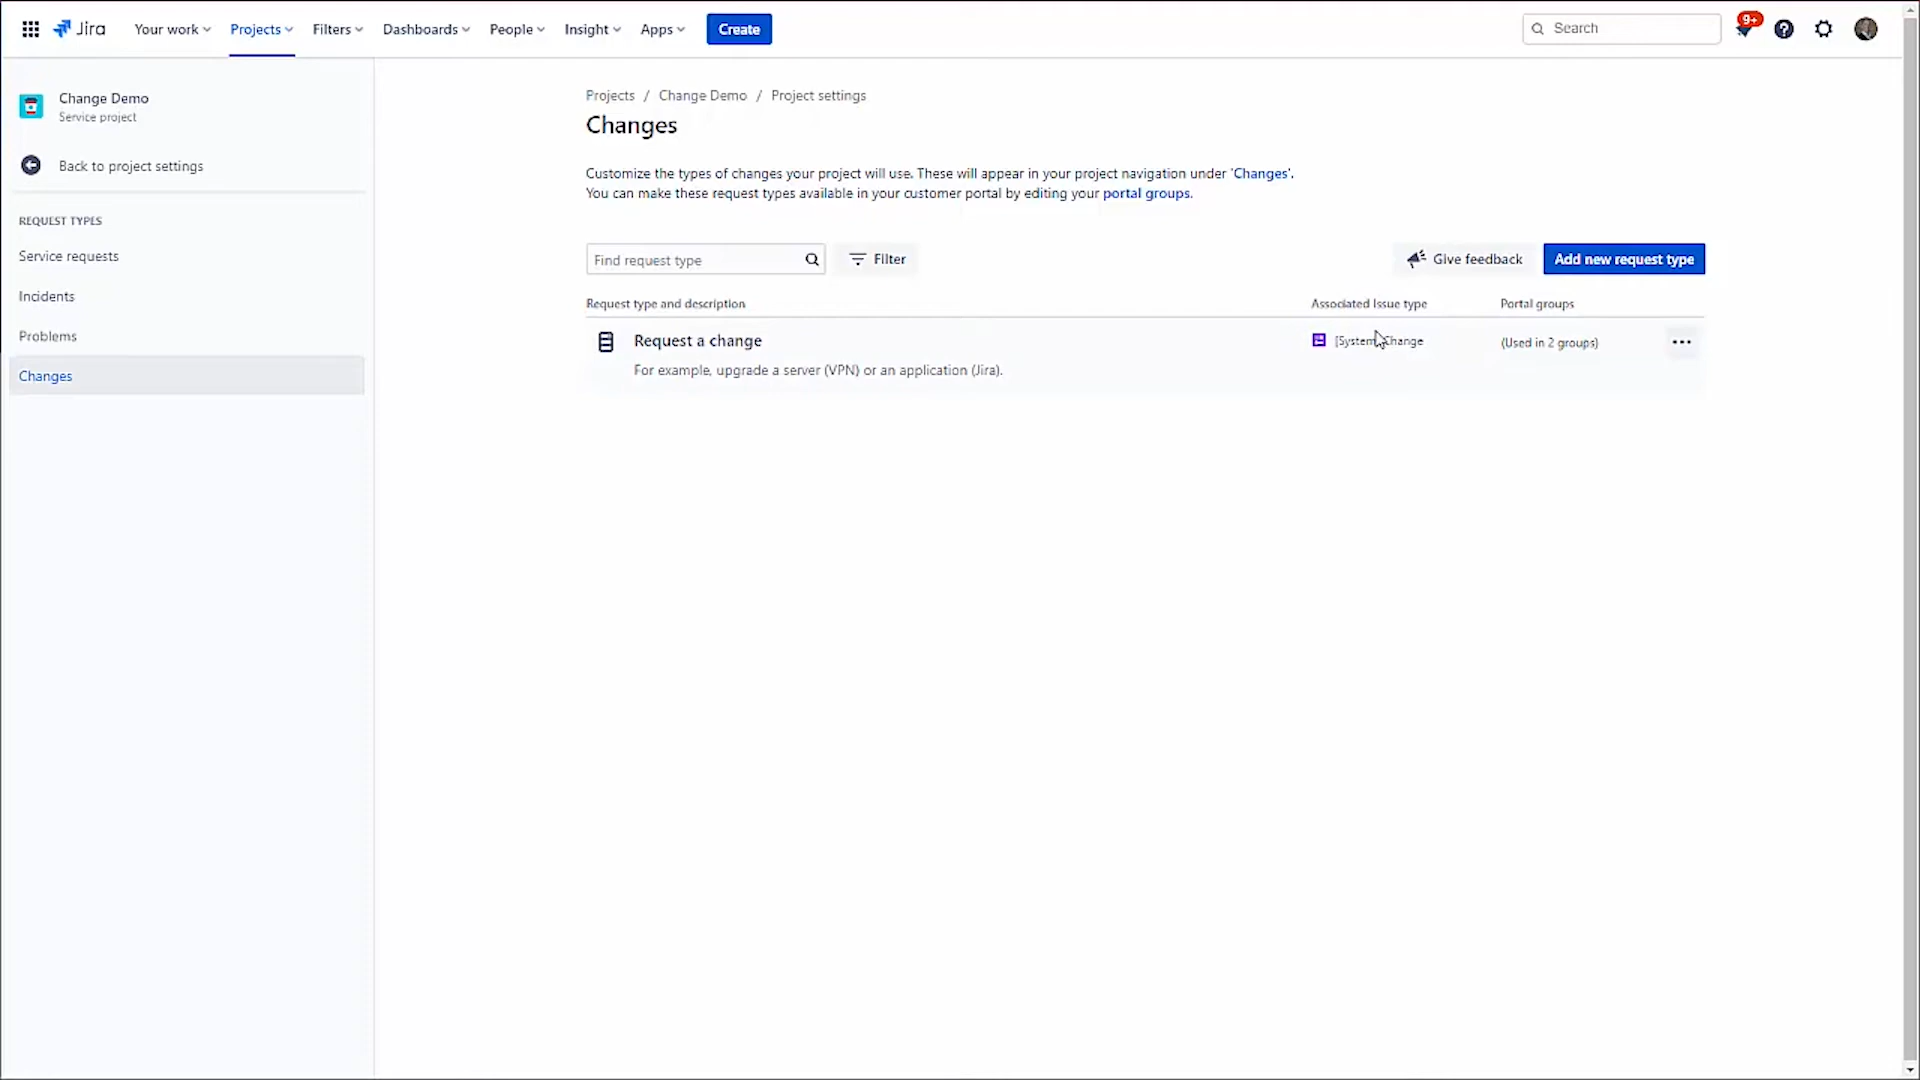 Jira Your work Projects Filters Dashboards People Insight Apps Create Search 9+
Change Demo
Service project
Back to project settings
REQUEST TYPES
Service requests
Incidents
Problems
Changes
Projects / Change Demo / Project settings
Changes
Customize the types of changes your project will use. These will appear in your project navigation under 'Changes'.
You can make these request types available in your customer portal by editing your portal groups.
Find request type Filter Give feedback Add new request type
Request type and description Associated Issue type Portal groups
Request a change [System] Change (Used in 2 groups)
For example, upgrade a server (VPN) or an application (Jira).